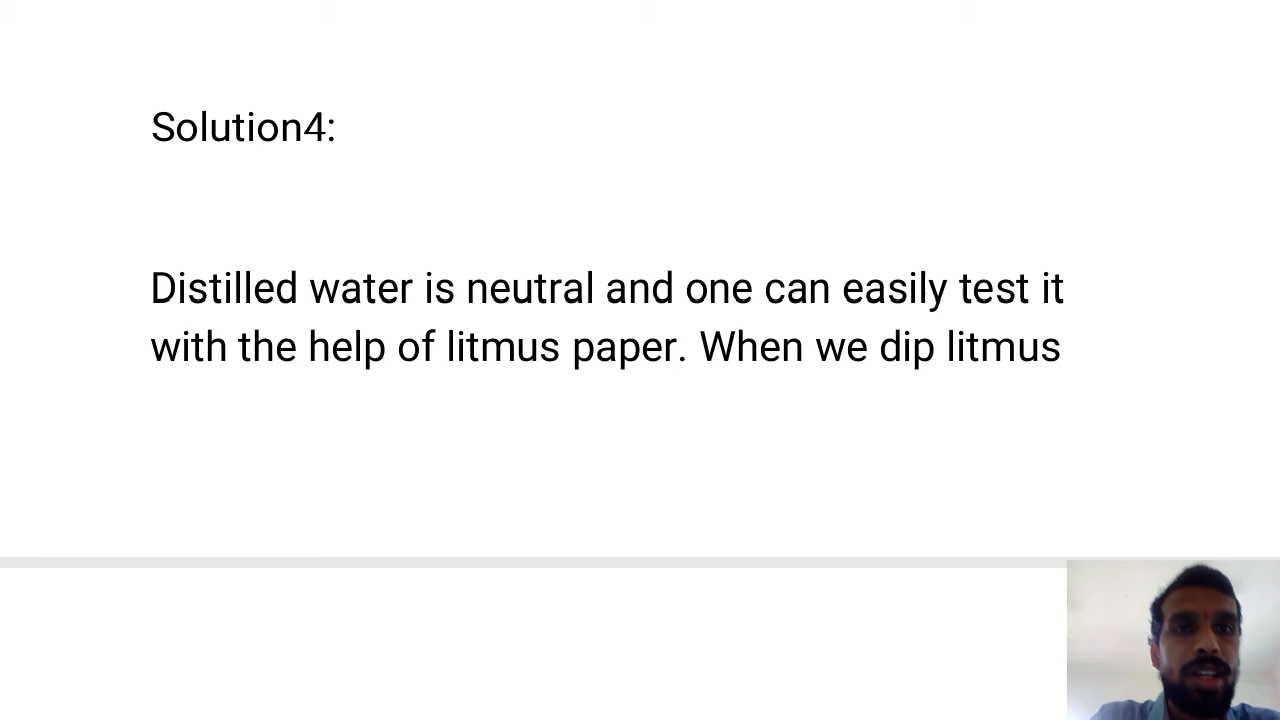 Solution4:
Distilled water is neutral and one can easily test it
with the help of litmus paper. When we dip litmus